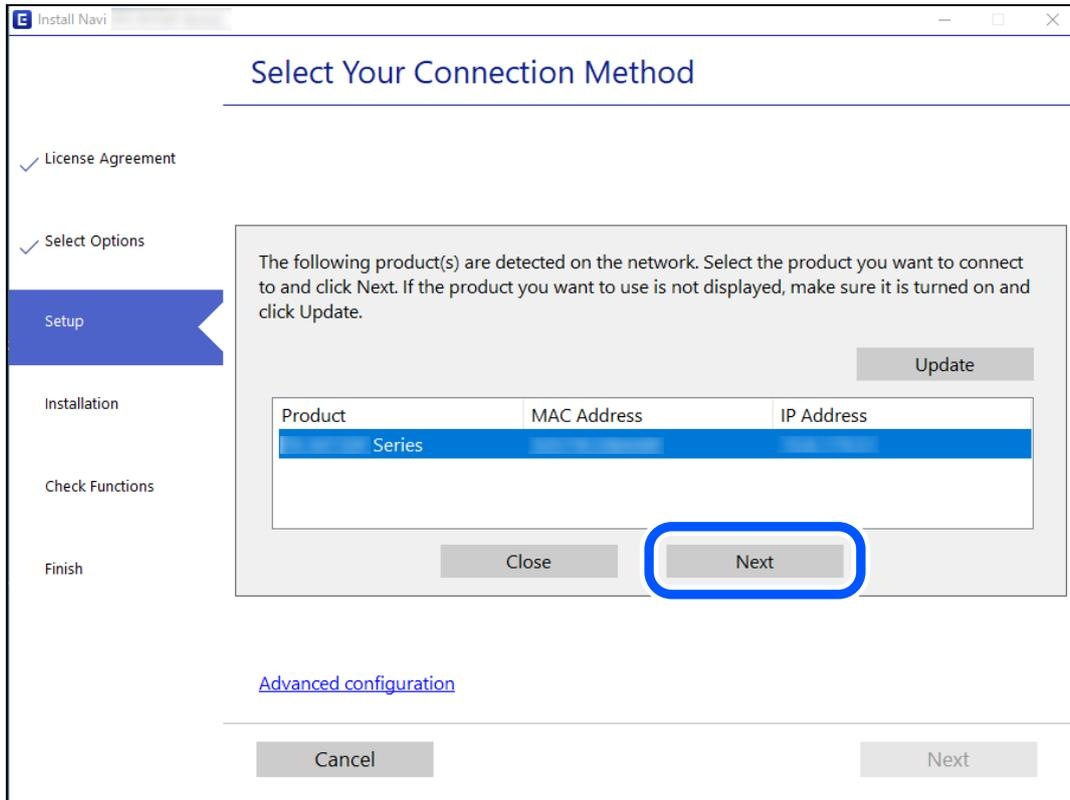 E Install Navi
Select Your Connection Method
License Agreement
Select Options
Setup
Installation
Check Functions
Finish
The following product(s) are detected on the network. Select the product you want to connect
to and click Next. If the product you want to use is not displayed, make sure it is turned on and
click Update.
Update
Product MAC Address IP Address
Series
Close Next
Advanced configuration
Cancel Next